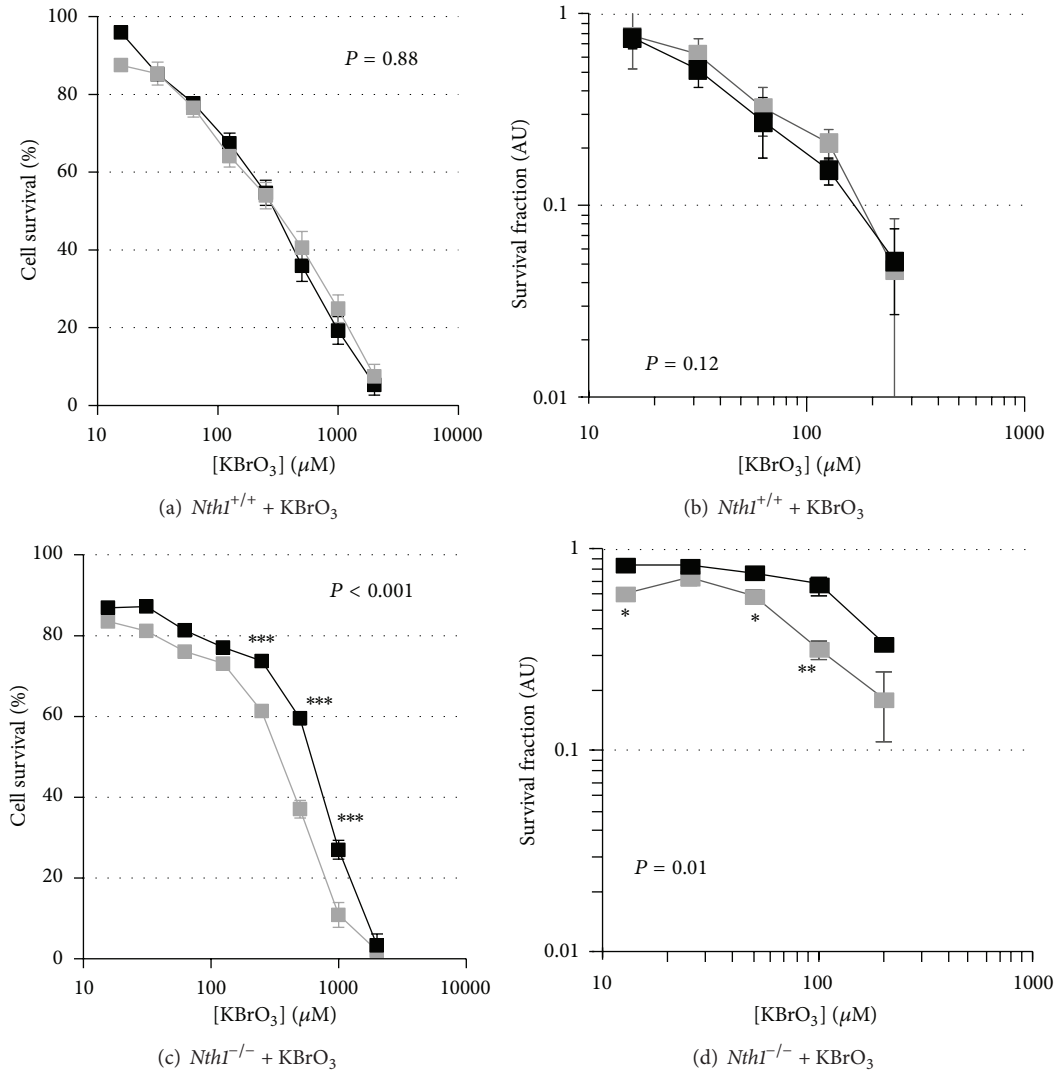 100
80
60
40
20
0
Cell survival (%)
P = 0.88
10 100 1000 10000
[KBrO₃] (μM)
(a) Nth1⁺/⁺ + KBrO₃
1
0.1
0.01
Survival fraction (AU)
P = 0.12
10 100 1000
[KBrO₃] (μM)
(b) Nth1⁺/⁺ + KBrO₃
100
80
60
40
20
0
Cell survival (%)
P < 0.001
***
***
***
10 100 1000 10000
[KBrO₃] (μM)
(c) Nth1⁻/⁻ + KBrO₃
1
0.1
0.01
Survival fraction (AU)
*
*
**
P = 0.01
10 100 1000
[KBrO₃] (μM)
(d) Nth1⁻/⁻ + KBrO₃